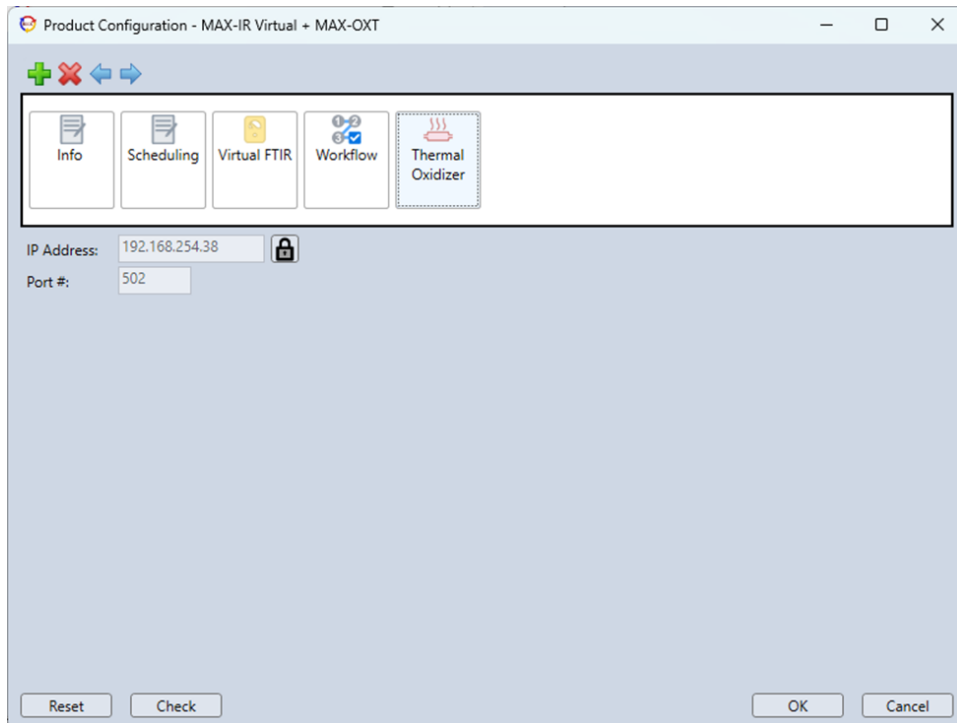 Product Configuration - MAX-IR Virtual + MAX-OXT
Info
Scheduling
Virtual FTIR
Workflow
Thermal
Oxidizer
IP Address:
192.168.254.38
Port #:
502
Reset
Check
OK
Cancel